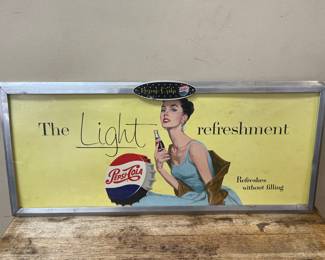 Pepsi-Cola
The Light refreshment
PEPSI-COLA
Refreshes
without filling